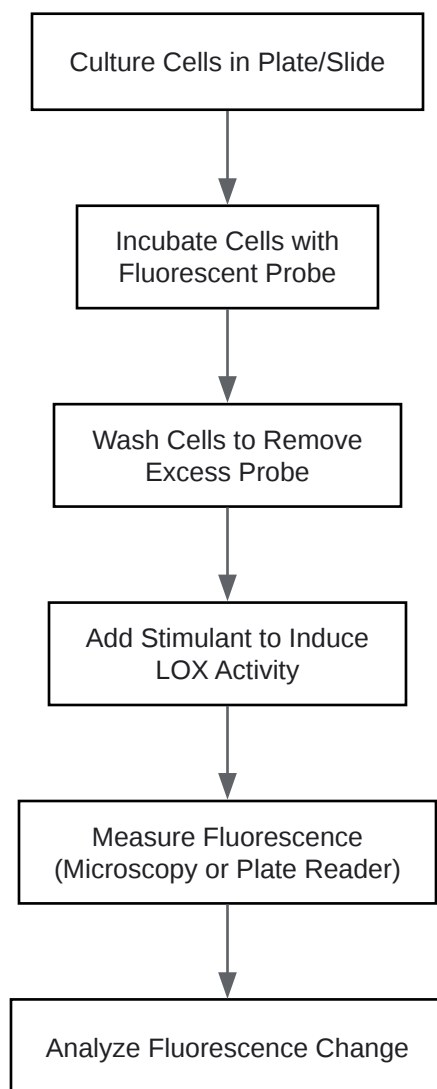 Culture Cells in Plate/Slide
Incubate Cells with
Fluorescent Probe
Wash Cells to Remove
Excess Probe
Add Stimulant to Induce
LOX Activity
Measure Fluorescence
(Microscopy or Plate Reader)
Analyze Fluorescence Change